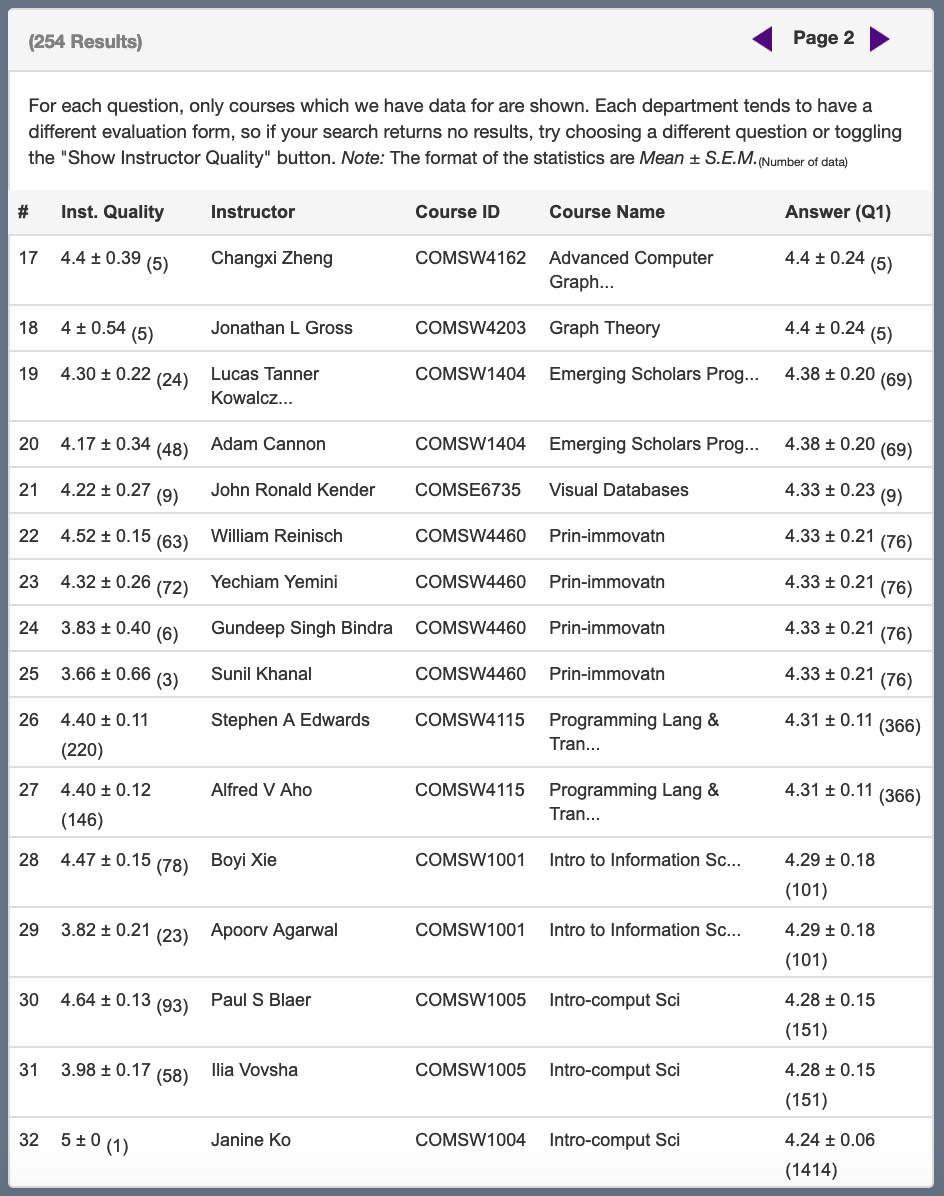 (254 Results)
Page 2
For each question, only courses which we have data for are shown. Each department tends to have a
different evaluation form, so if your search returns no results, try choosing a different question or toggling
the "Show Instructor Quality" button. Note: The format of the statistics are Mean ± S.E.M.(Number of data)
# Inst. Quality Instructor Course ID Course Name Answer (Q1)
17 4.4 ± 0.39 (5) Changxi Zheng COMSW4162 Advanced Computer 4.4 ± 0.24 (5)
Graph...
18 4 ± 0.54 (5) Jonathan L Gross COMSW4203 Graph Theory 4.4 ± 0.24 (5)
19 4.30 ± 0.22 (24) Lucas Tanner COMSW1404 Emerging Scholars Prog... 4.38 ± 0.20 (69)
Kowalcz...
20 4.17 ± 0.34 (48) Adam Cannon COMSW1404 Emerging Scholars Prog... 4.38 ± 0.20 (69)
21 4.22 ± 0.27 (9) John Ronald Kender COMSE6735 Visual Databases 4.33 ± 0.23 (9)
22 4.52 ± 0.15 (63) William Reinisch COMSW4460 Prin-immovatn 4.33 ± 0.21 (76)
23 4.32 ± 0.26 (72) Yechiam Yemini COMSW4460 Prin-immovatn 4.33 ± 0.21 (76)
24 3.83 ± 0.40 (6) Gundeep Singh Bindra COMSW4460 Prin-immovatn 4.33 ± 0.21 (76)
25 3.66 ± 0.66 (3) Sunil Khanal COMSW4460 Prin-immovatn 4.33 ± 0.21 (76)
26 4.40 ± 0.11 Stephen A Edwards COMSW4115 Programming Lang & 4.31 ± 0.11 (366)
(220) Tran...
27 4.40 ± 0.12 Alfred V Aho COMSW4115 Programming Lang & 4.31 ± 0.11 (366)
(146) Tran...
28 4.47 ± 0.15 (78) Boyi Xie COMSW1001 Intro to Information Sc... 4.29 ± 0.18
(101)
29 3.82 ± 0.21 (23) Apoorv Agarwal COMSW1001 Intro to Information Sc... 4.29 ± 0.18
(101)
30 4.64 ± 0.13 (93) Paul S Blaer COMSW1005 Intro-comput Sci 4.28 ± 0.15
(151)
31 3.98 ± 0.17 (58) Ilia Vovsha COMSW1005 Intro-comput Sci 4.28 ± 0.15
(151)
32 5 ± 0 (1) Janine Ko COMSW1004 Intro-comput Sci 4.24 ± 0.06
(1414)